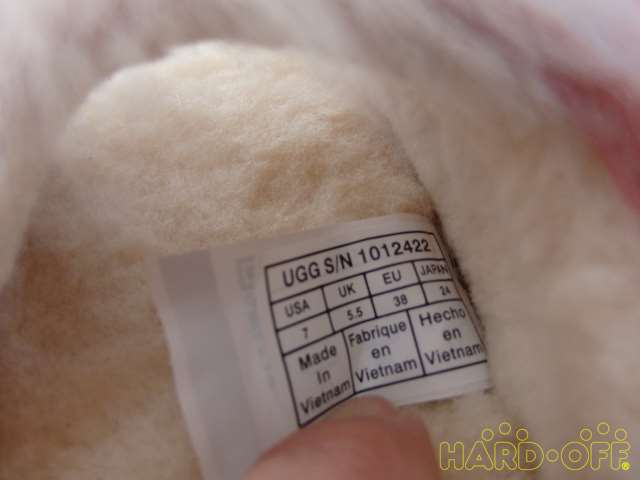 UGG S/N 1012422
USA UK EU JAPAN
7 5.5 38 24
Made in Vietnam
Fabrique en Vietnam
Hecho en Vietnam
HARD-OFF